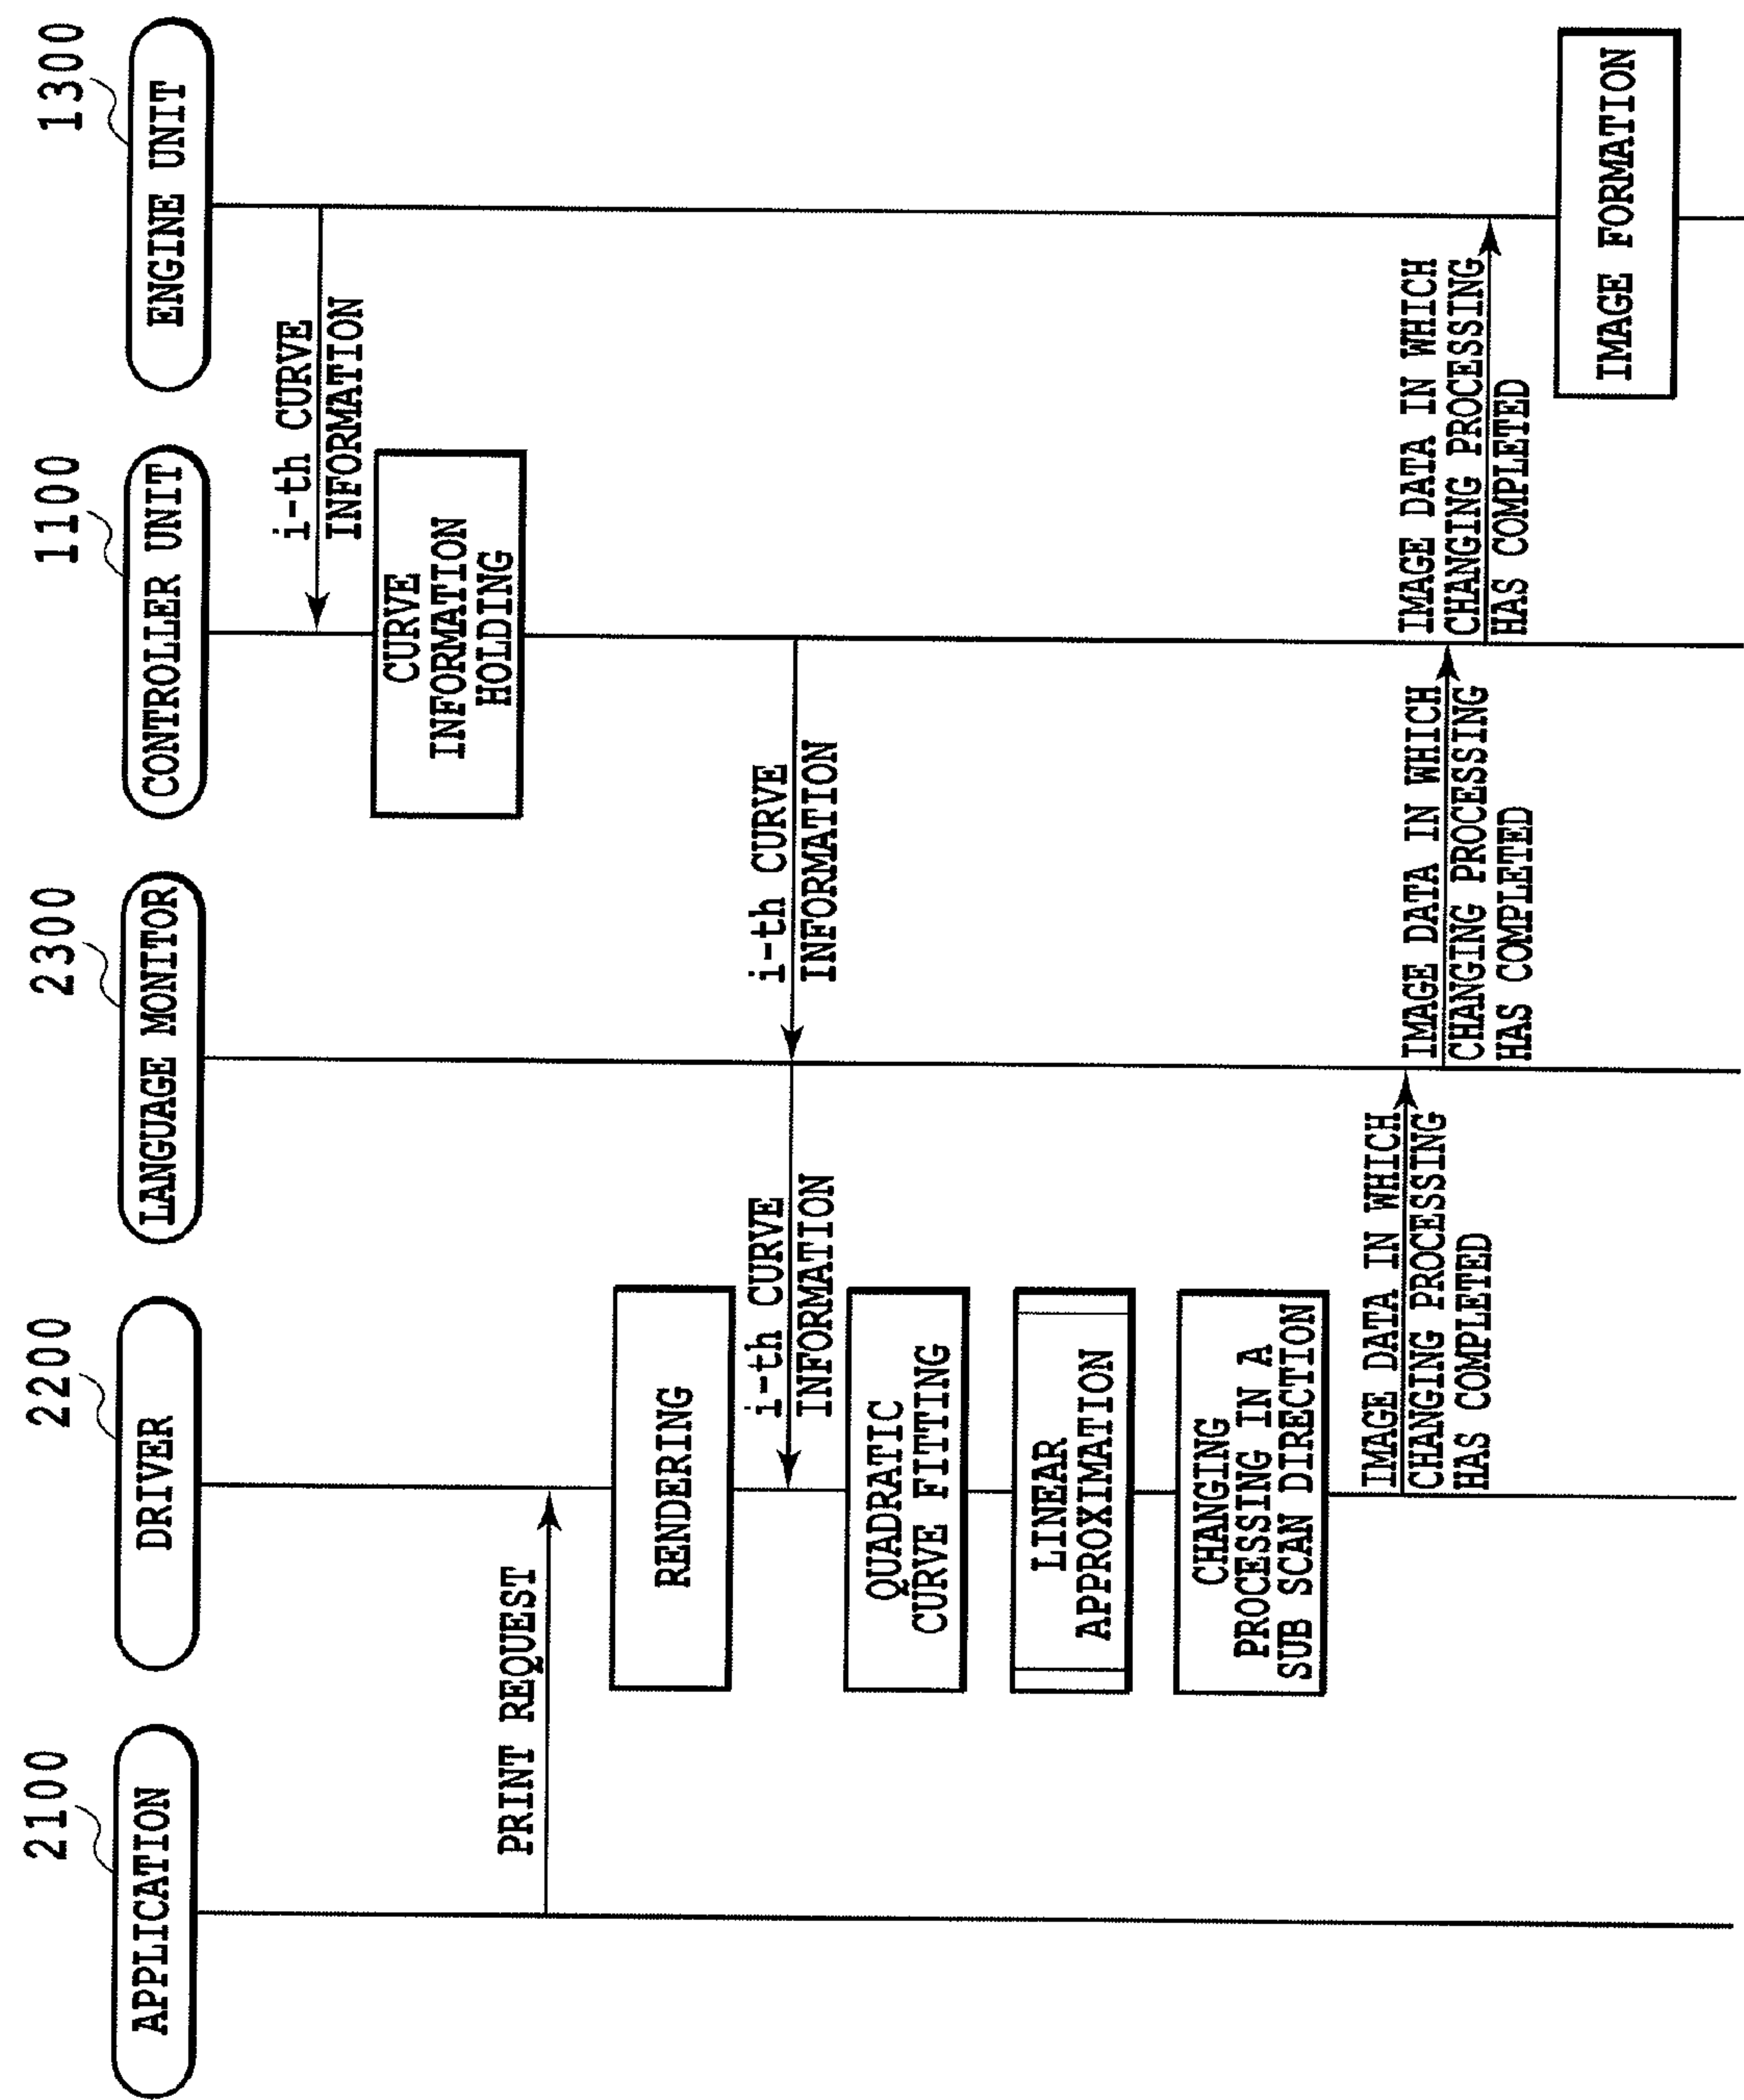 2100
APPLICATION
2200
DRIVER
2300
LANGUAGE MONITOR
1100
CONTROLLER UNIT
1300
ENGINE UNIT
i-th CURVE
INFORMATION
CURVE
INFORMATION
HOLDING
PRINT REQUEST
RENDERING
i-th CURVE
INFORMATION
i-th CURVE
INFORMATION
QUADRATIC
CURVE FITTING
LINEAR
APPROXIMATION
CHANGING
PROCESSING IN A
SUB SCAN DIRECTION
IMAGE DATA IN WHICH
CHANGING PROCESSING
HAS COMPLETED
IMAGE DATA IN WHICH
CHANGING PROCESSING
HAS COMPLETED
IMAGE DATA IN WHICH
CHANGING PROCESSING
HAS COMPLETED
IMAGE FORMATION